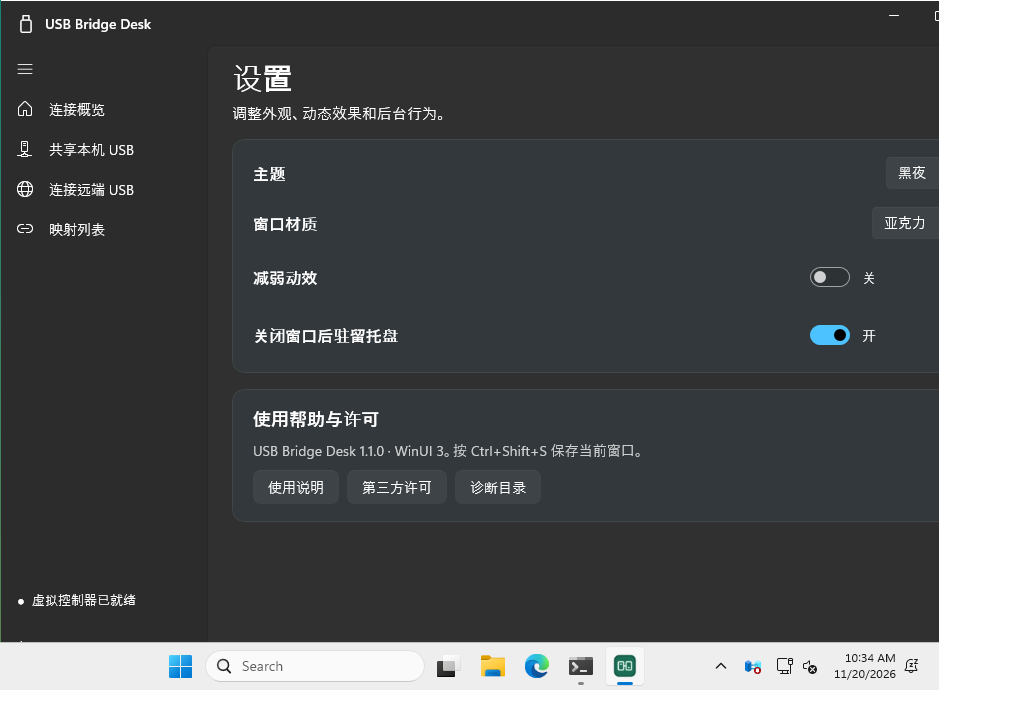 USB Bridge Desk
连接概览
共享本机 USB
连接远端 USB
映射列表
虚拟控制器已就绪
设置
调整外观、动态效果和后台行为。
主题
黑夜
窗口材质
亚克力
减弱动效
关
关闭窗口后驻留托盘
开
使用帮助与许可
USB Bridge Desk 1.1.0 · WinUI 3。按 Ctrl+Shift+S 保存当前窗口。
使用说明
第三方许可
诊断目录
Search
10:34 AM
11/20/2026